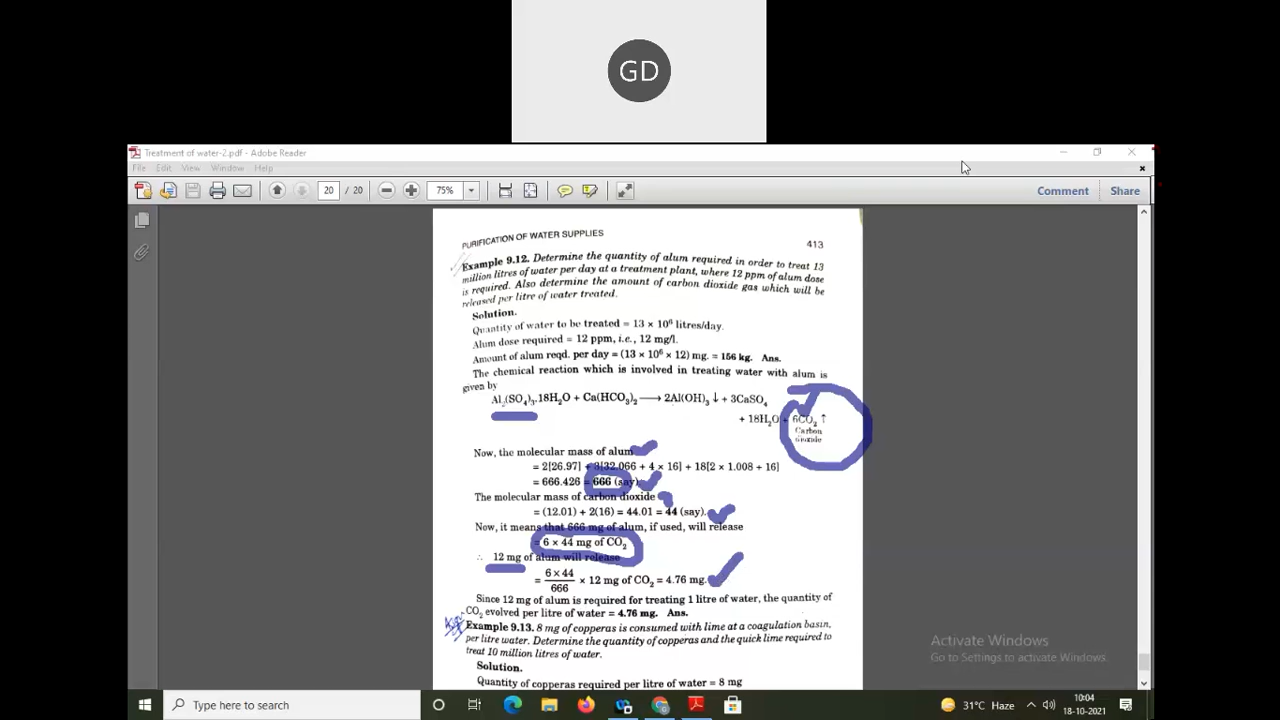 GD
Treatment of water-2.pdf - Adobe Reader
File Edit View Window Help
20 / 20 75% Comment Share
PURIFICATION OF WATER SUPPLIES 413
Example 9.12. Determine the quantity of alum required in order to treat 13
million litres of water per day at a treatment plant, where 12 ppm of alum dose
is required. Also determine the amount of carbon dioxide gas which will be
released per litre of water treated.
Solution.
Quantity of water to be treated = 13 × 10⁶ litres/day.
Alum dose required = 12 ppm, i.e., 12 mg/l.
Amount of alum reqd. per day = (13 × 10⁶ × 12) mg. = 156 kg. Ans.
The chemical reaction which is involved in treating water with alum is
given by
Al₂(SO₄)₃.18H₂O + Ca(HCO₃)₂ ⟶ 2Al(OH)₃ ↓ + 3CaSO₄
+ 18H₂O + 6CO₂ ↑
Carbon
dioxide
Now, the molecular mass of alum
= 2[26.97] + 3[32.066 + 4 × 16] + 18[2 × 1.008 + 16]
= 666.426 = 666 (say)
The molecular mass of carbon dioxide
= (12.01) + 2(16) = 44.01 = 44 (say).
Now, it means that 666 mg of alum, if used, will release
= 6 × 44 mg of CO₂
∴ 12 mg of alum will release
= 6 × 44 / 666 × 12 mg of CO₂ = 4.76 mg.
Since 12 mg of alum is required for treating 1 litre of water, the quantity of
CO₂ evolved per litre of water = 4.76 mg. Ans.
Example 9.13. 8 mg of copperas is consumed with lime at a coagulation basin,
per litre water. Determine the quantity of copperas and the quick lime required to
treat 10 million litres of water.
Solution.
Quantity of copperas required per litre of water = 8 mg
Activate Windows
Go to Settings to activate Windows.
Type here to search
31°C Haze
10:04
18-10-2021